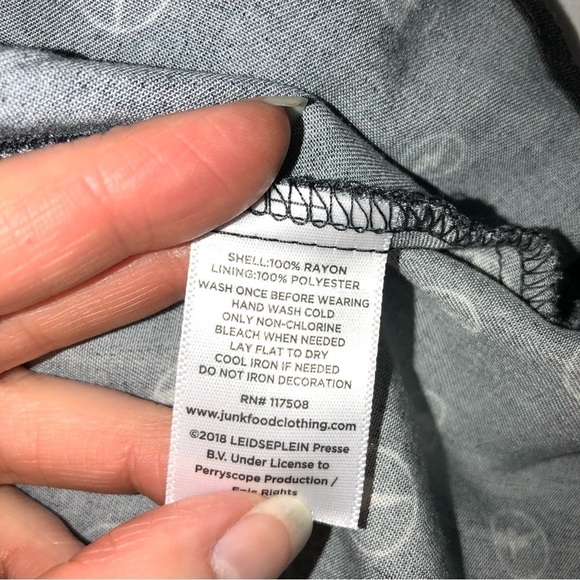 SHELL:100% RAYON
LINING:100% POLYESTER
WASH ONCE BEFORE WEARING
HAND WASH COLD
ONLY NON-CHLORINE
BLEACH WHEN NEEDED
LAY FLAT TO DRY
COOL IRON IF NEEDED
DO NOT IRON DECORATION
RN# 117508
www.junkfoodclothing.com
©2018 LEIDSEPLEIN Presse
B.V. Under License to
Perryscope Production /
Epic Rights